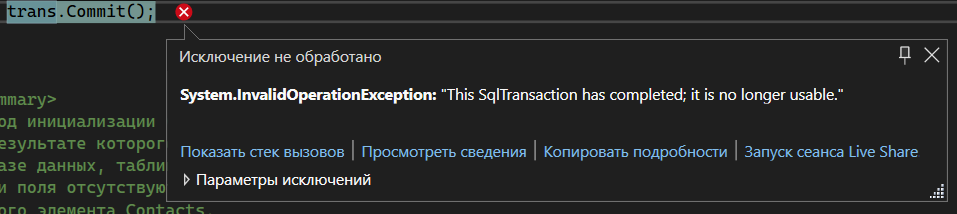 trans.Commit();
Исключение не обработано
System.InvalidOperationException: "This SqlTransaction has completed; it is no longer usable."
mmary>
од инициализации
результате которог
Показать стек вызовов | Просмотреть сведения | Копировать подробности | Запуск сеанса Live Share
азе данных, табли
Параметры исключений
и поля отсутствую
ого элемента Contacts.